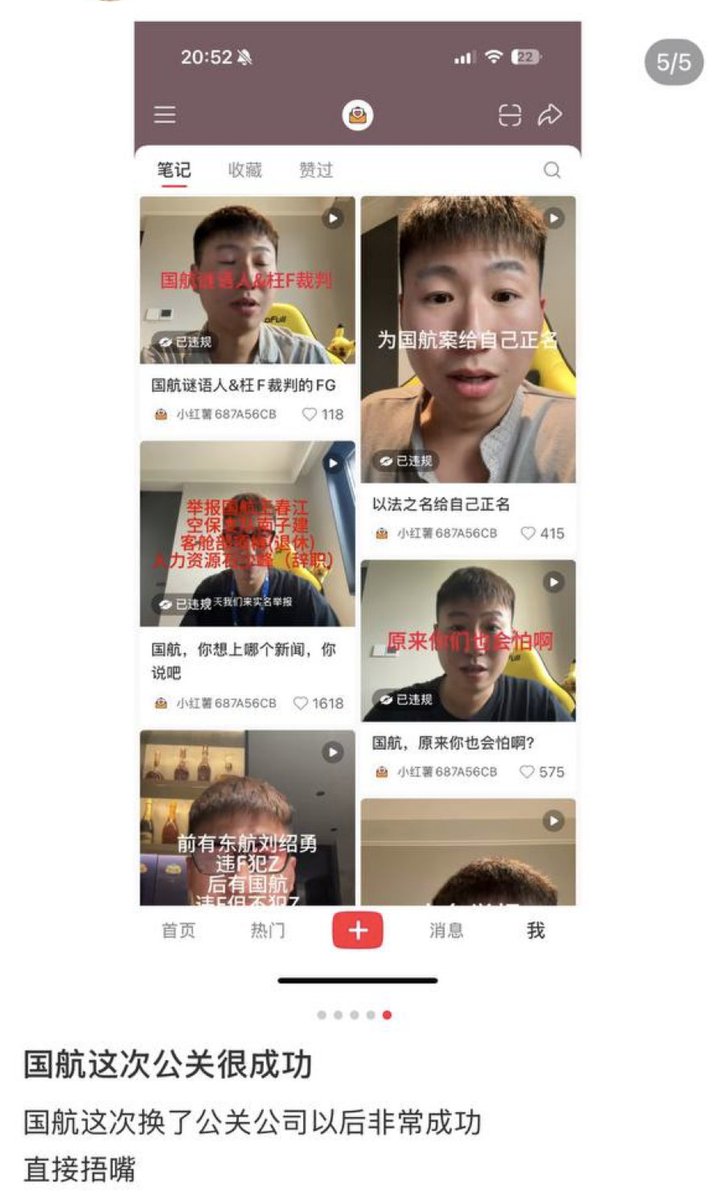 20:52
22
5/5
笔记 收藏 赞过
国航谜语人&枉F裁判
已违规
国航谜语人&枉F裁判的FG
小红薯687A56CB 118
为国航案给自己正名
已违规
以法之名给自己正名
小红薯687A56CB 415
举报国航王春江
客舱部
(退休)
人力资源
(辞职)
天我们来实名举报
已违规
国航，你想上哪个新闻，你
说吧
小红薯687A56CB 1618
原来你们也会怕啊
已违规
国航，原来你也会怕啊?
小红薯687A56CB 575
前有东航刘绍勇
违F犯Z
后有国航
违F但不犯Z
首页 热门 消息 我
国航这次公关很成功
国航这次换了公关公司以后非常成功
直接捂嘴